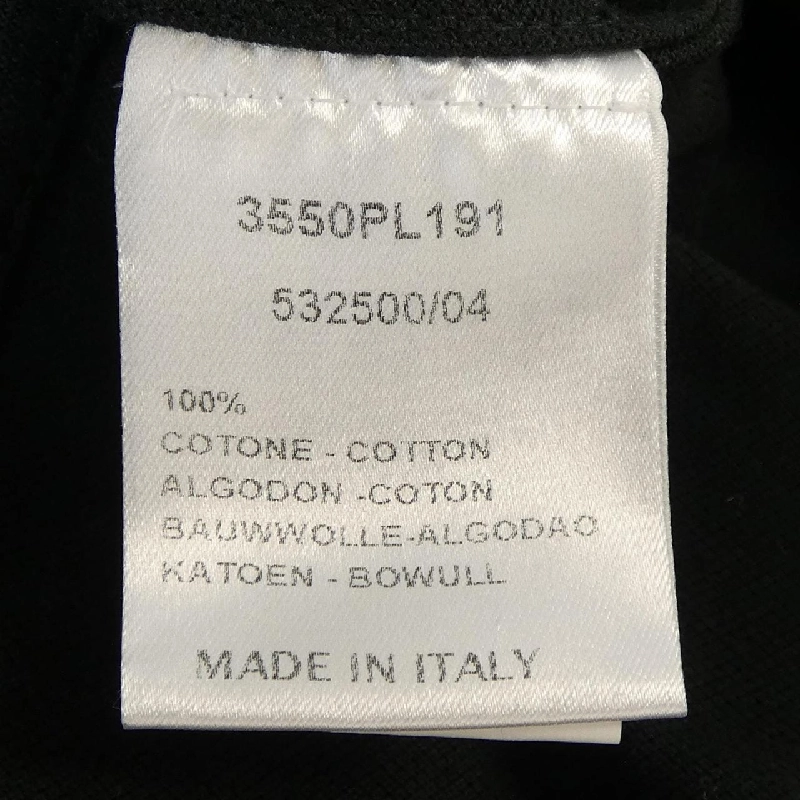 3550PL191
532500/04
100%
COTONE - COTTON
ALGODON -COTON
BAUWWOLLE-ALGODAO
KATOEN - BOWULL
MADE IN ITALY